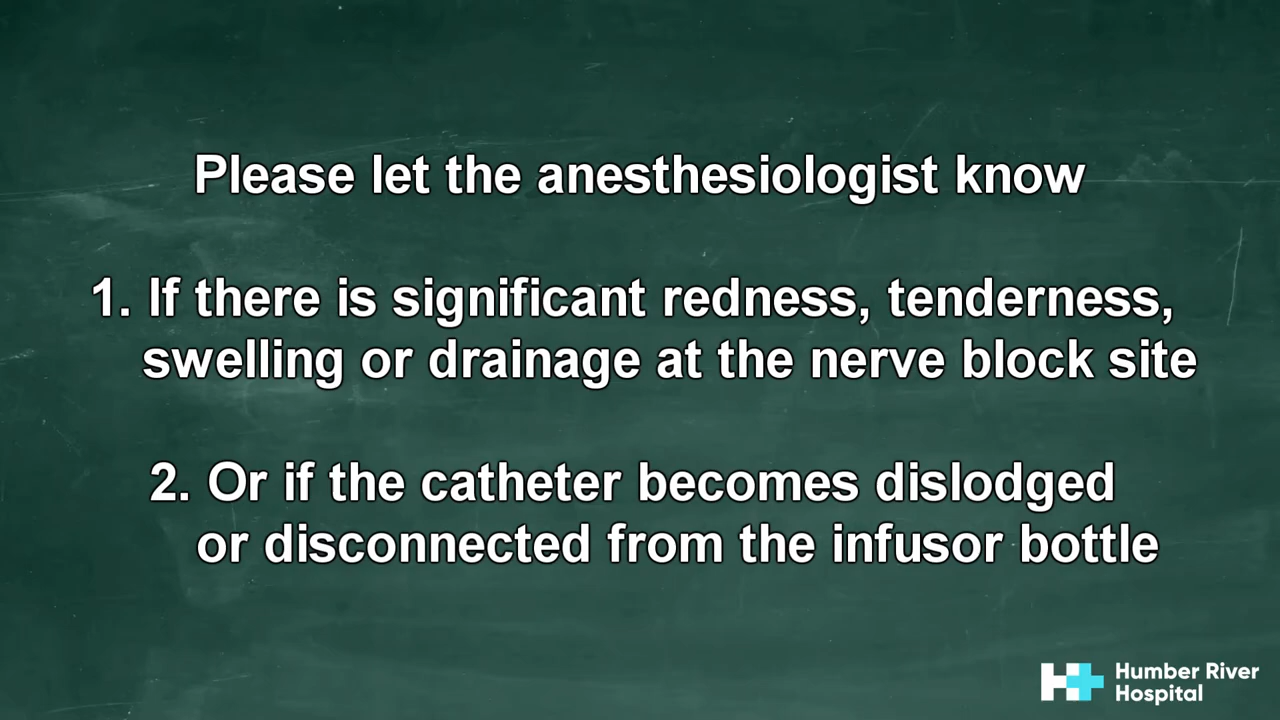 Please let the anesthesiologist know
1. If there is significant redness, tenderness,
swelling or drainage at the nerve block site
2. Or if the catheter becomes dislodged
or disconnected from the infusor bottle
Humber River
Hospital